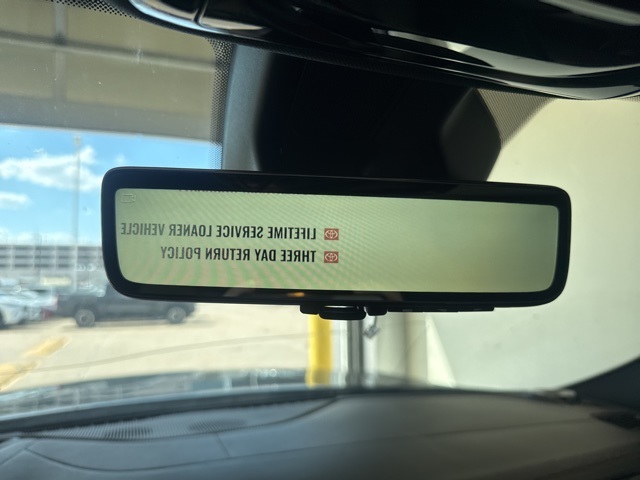 LIFETIME SERVICE LOANER VEHICLE
THREE DAY RETURN POLICY